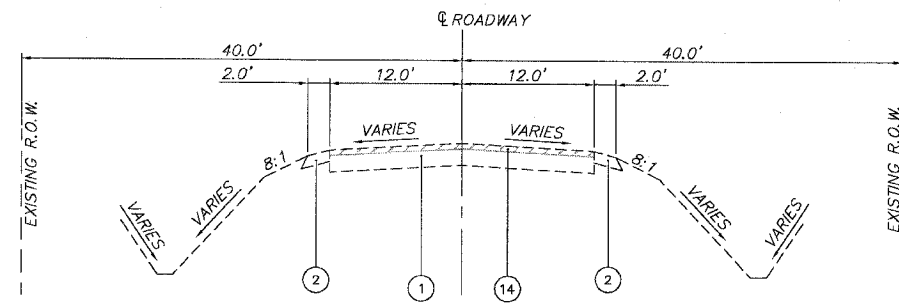 ℄ ROADWAY
40.0' 40.0'
2.0' 12.0' 12.0' 2.0'
EXISTING R.O.W.
VARIES VARIES
8:1 8:1
EXISTING R.O.W.
VARIES VARIES VARIES VARIES
2 1 14 2